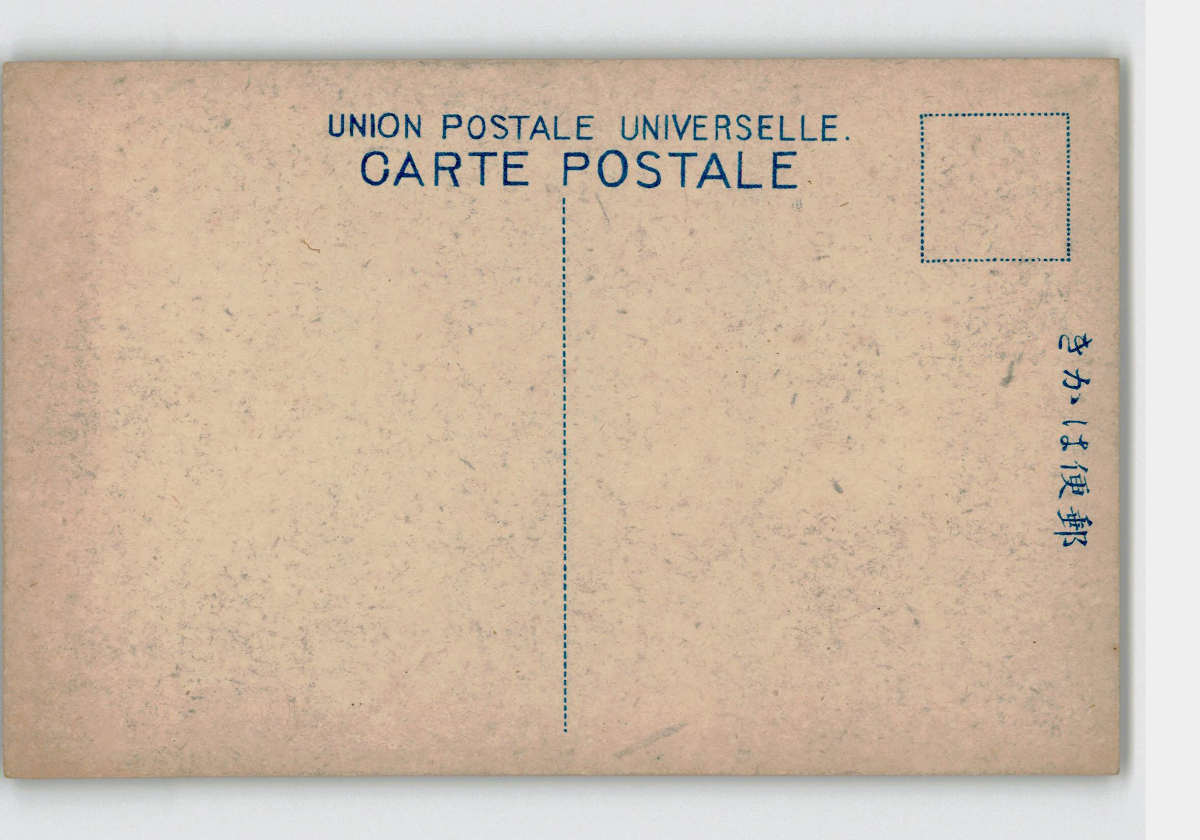 UNION POSTALE UNIVERSELLE.
CARTE POSTALE
きかは便郵